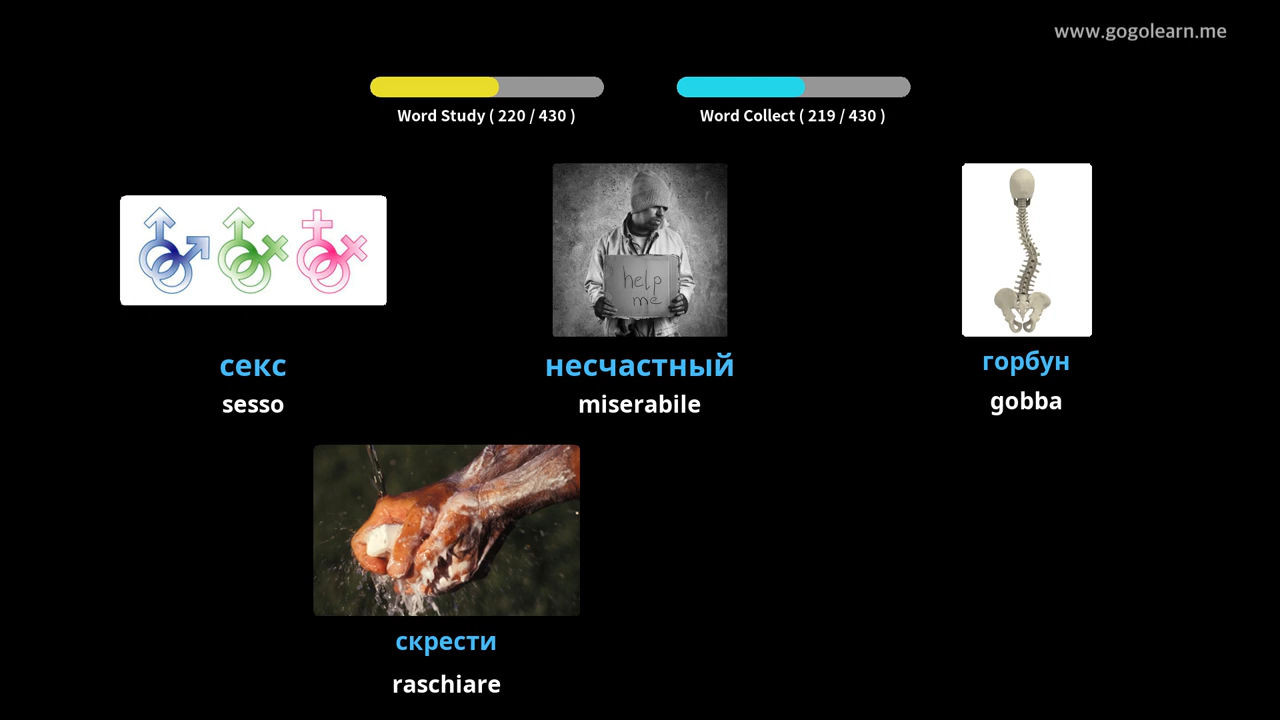 www.gogolearn.me
Word Study ( 220 / 430 )
Word Collect ( 219 / 430 )
help
me
секс
sesso
несчастный
miserabile
горбун
gobba
скрести
raschiare